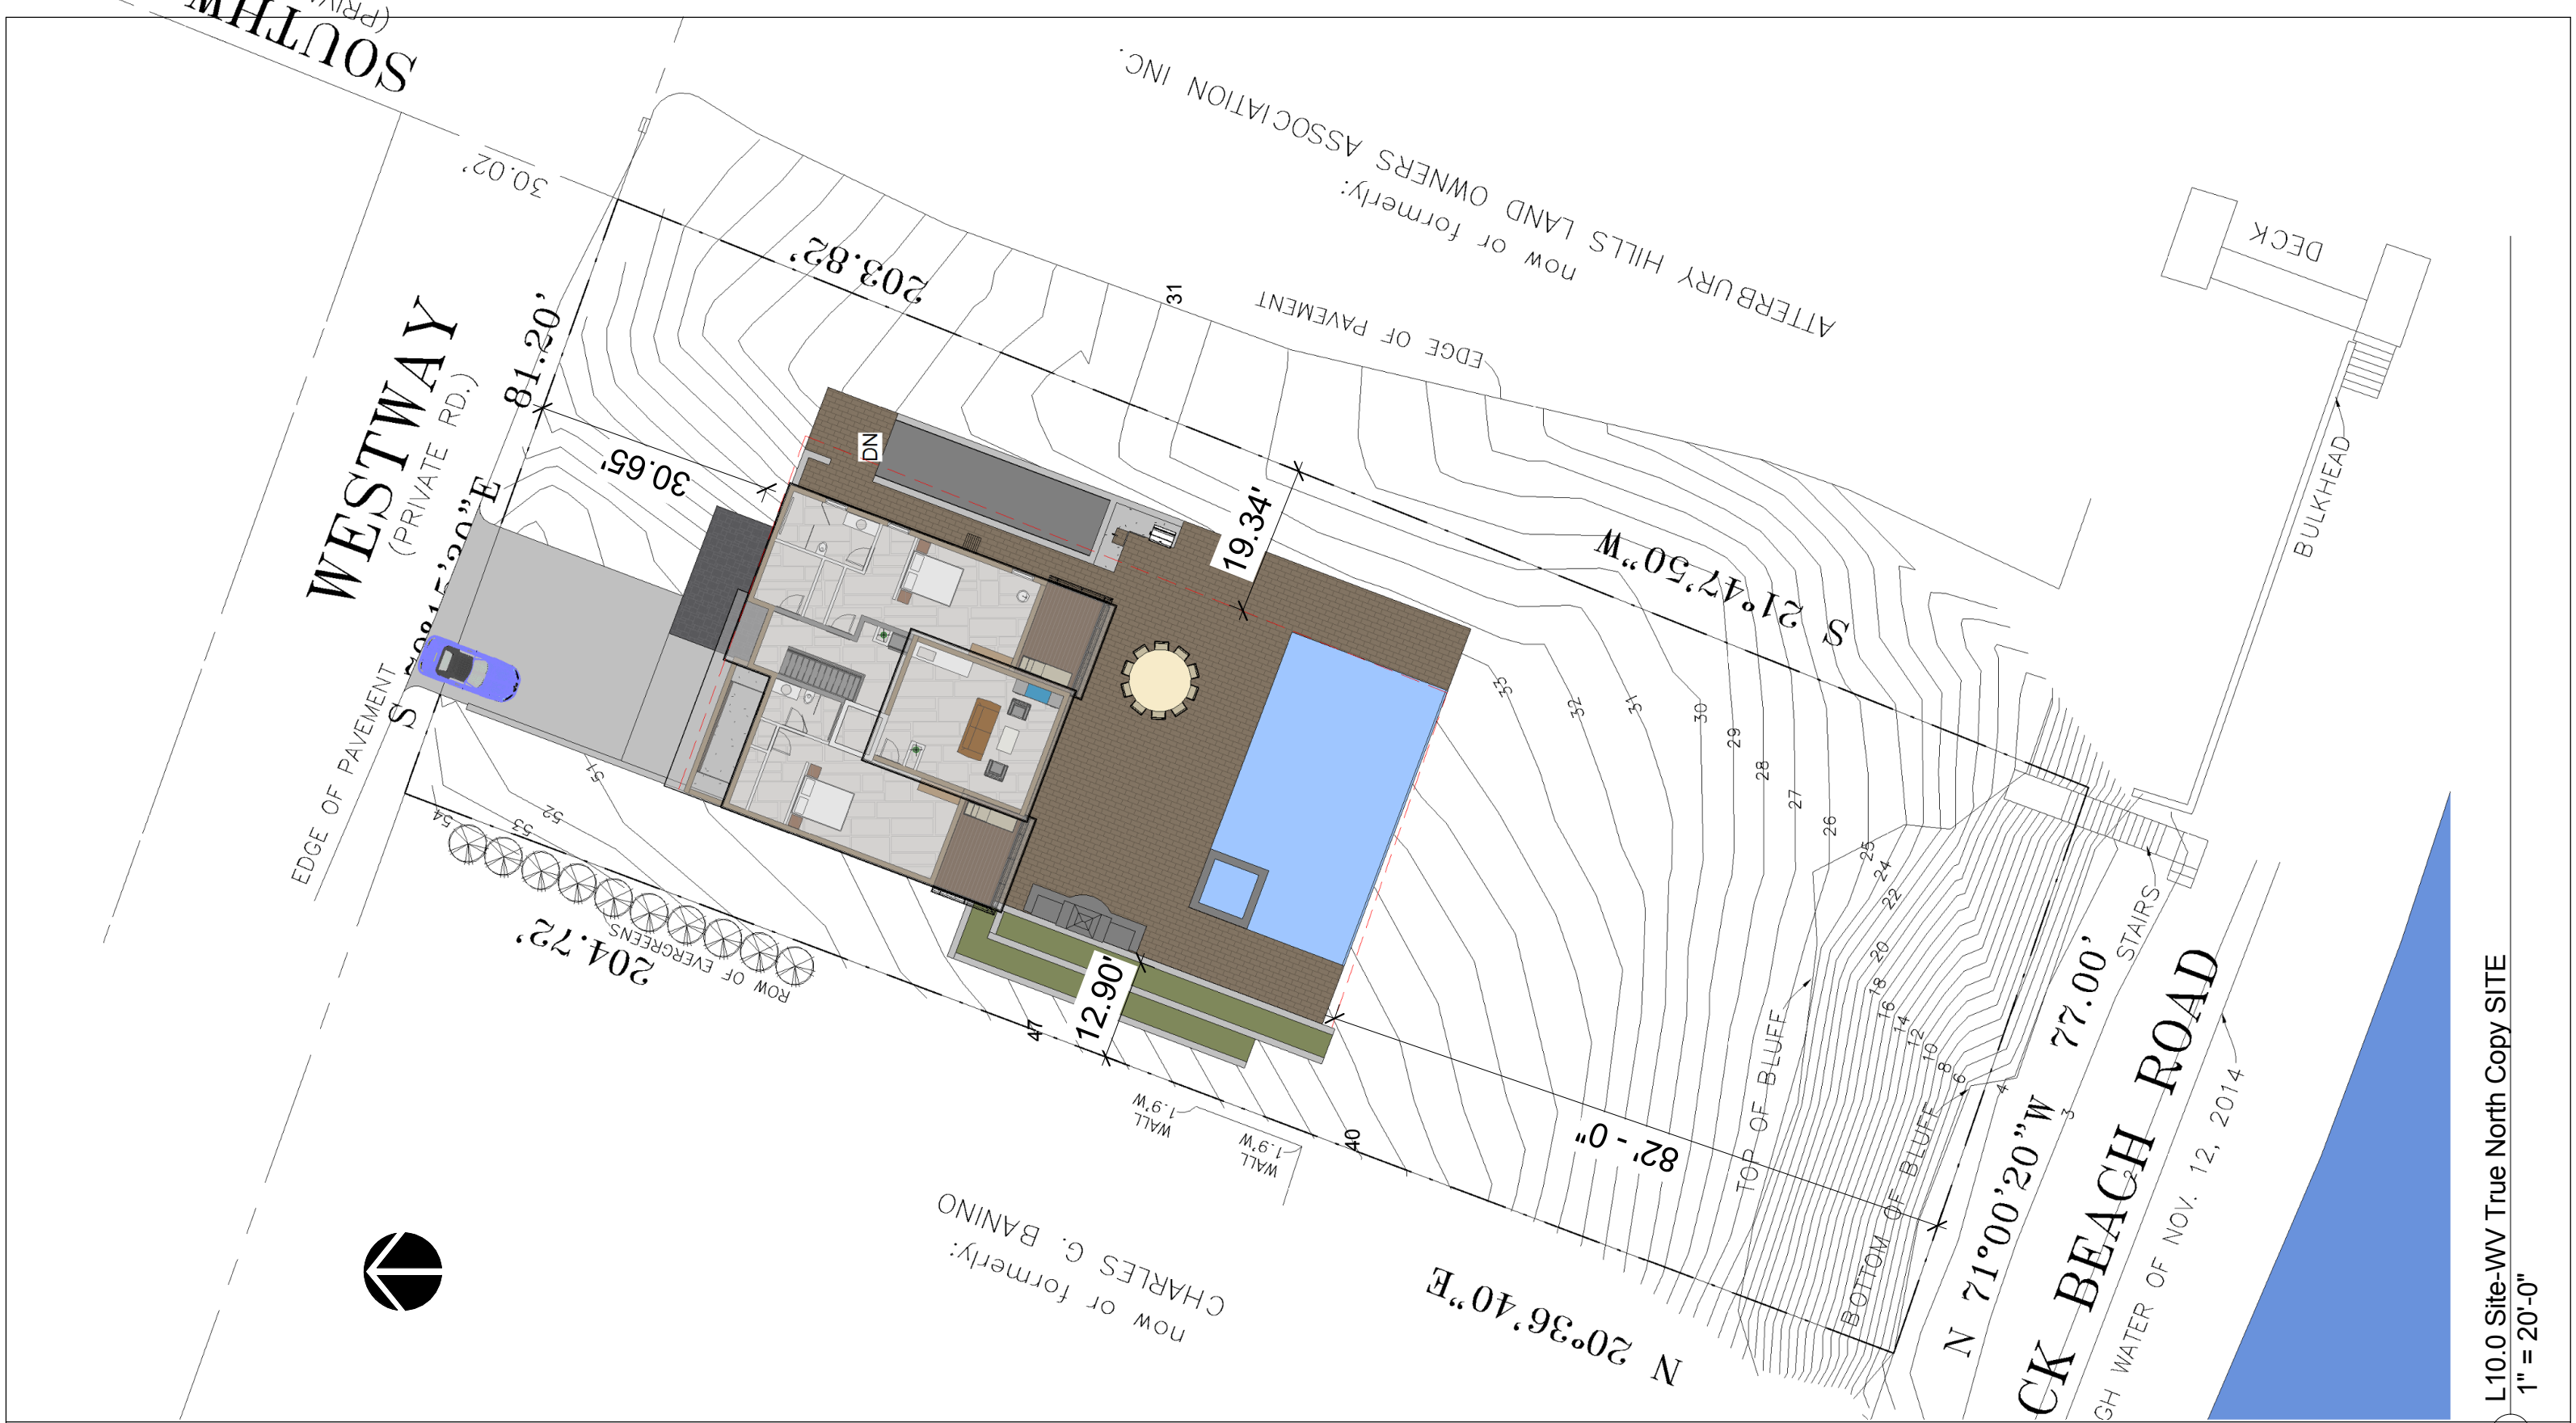 SOUTHW
(PRIV
30.02'
WESTWAY
(PRIVATE RD.)
81.20'
30.65'
203.82'
31
EDGE OF PAVEMENT
now or formerly:
ATTERBURY HILLS LAND OWNERS ASSOCIATION INC.
DECK
BULKHEAD
DN
19.34'
S 21°47'50"W
EDGE OF PAVEMENT
S
'30"E
54
53
52
51
ROW OF EVERGREENS
204.72'
47
12.90'
WALL
1.9'W
WALL
1.9'W
40
33
32
31
30
29
28
27
26
25
24
22
20
18
16
14
12
10
8
6
4
3
2
82' - 0"
TOP OF BLUFF
BOTTOM OF BLUFF
STAIRS
N 71°00'20"W 77.00'
CK BEACH ROAD
GH WATER OF NOV. 12, 2014
N 20°36'40"E
now or formerly:
CHARLES G. BANINO
L10.0 Site-WV True North Copy SITE
1" = 20'-0"